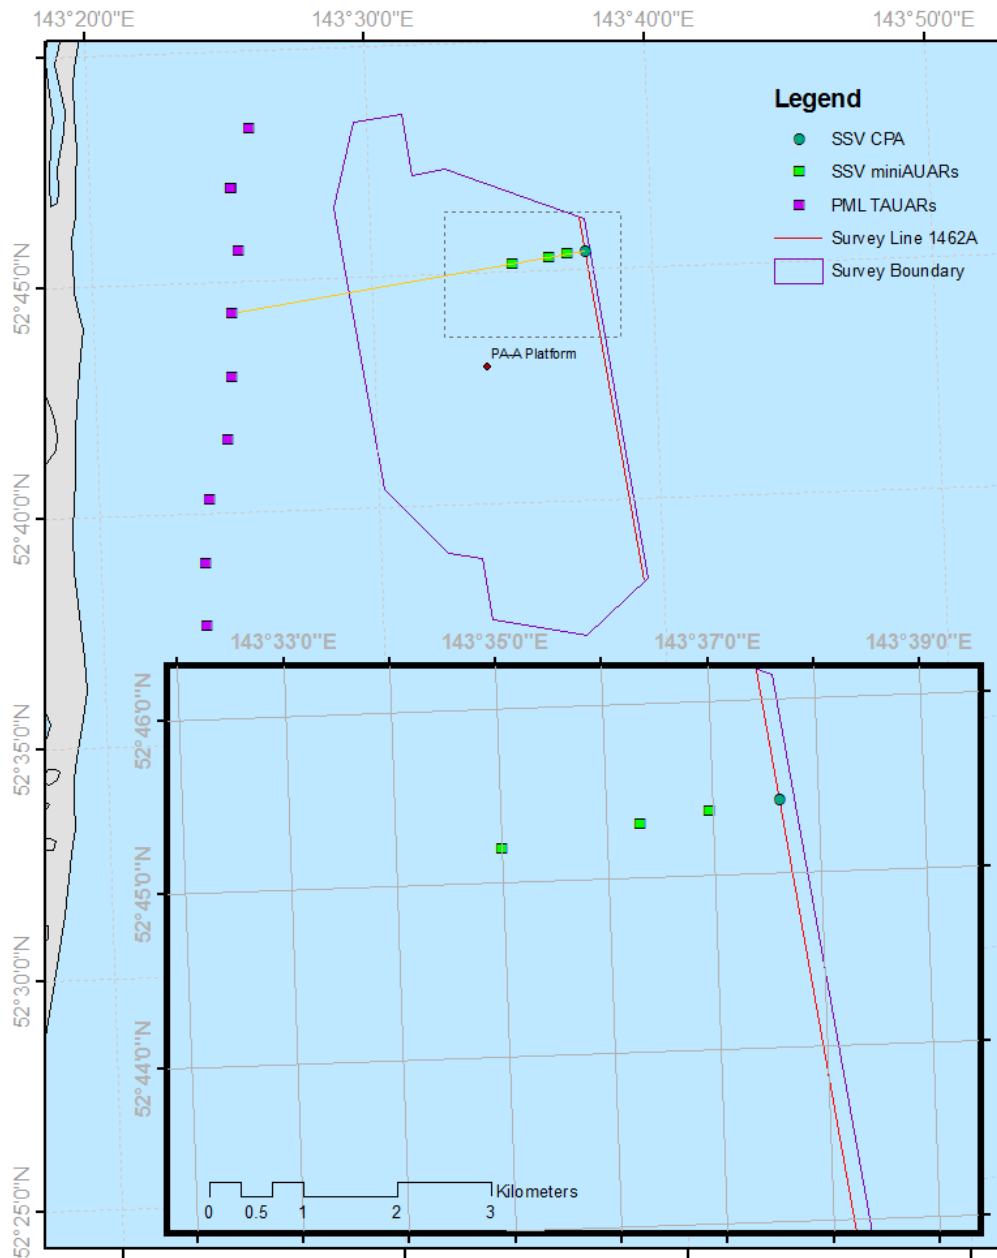 143°20'0"E 143°30'0"E 143°40'0"E 143°50'0"E
Legend
SSV CPA
SSV miniAUARs
PML TAUARs
Survey Line 1462A
Survey Boundary
52°45'0"N
PA-A Platform
52°40'0"N
52°35'0"N
52°30'0"N
52°25'0"N
143°33'0"E 143°35'0"E 143°37'0"E 143°39'0"E
52°46'0"N
52°45'0"N
52°44'0"N
Kilometers
0 0.5 1 2 3